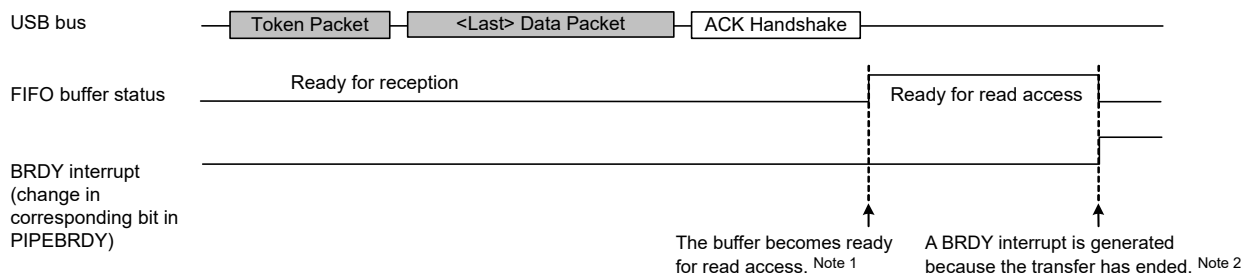 USB bus
Token Packet
<Last> Data Packet
ACK Handshake
Ready for reception
FIFO buffer status
Ready for read access
BRDY interrupt
(change in
corresponding bit in
PIPEBRDY)
The buffer becomes ready
for read access. Note 1
A BRDY interrupt is generated
because the transfer has ended. Note 2